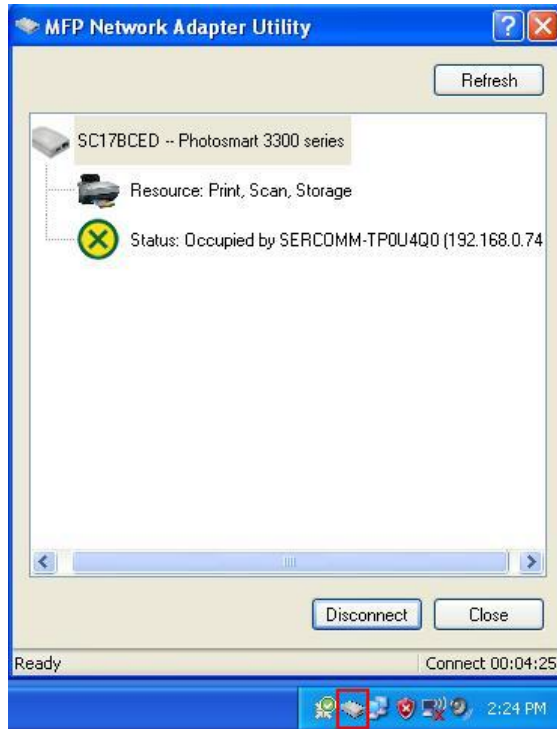 MFP Network Adapter Utility
Refresh
SC17BCED -- Photosmart 3300 series
Resource: Print, Scan, Storage
Status: Occupied by SERCOMM-TP0U4Q0 (192.168.0.74
Disconnect
Close
Ready
Connect 00:04:25
2:24 PM